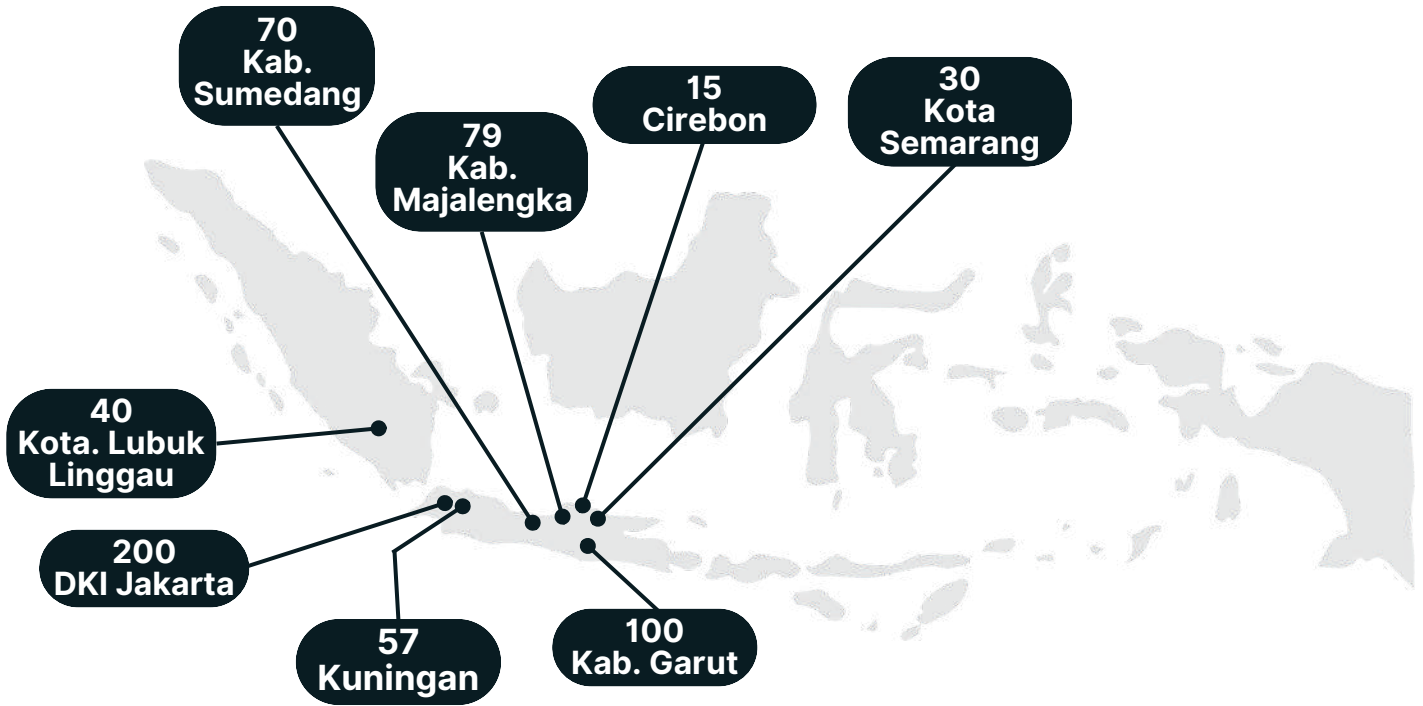 70
Kab.
Sumedang
79
Kab.
Majalengka
15
Cirebon
30
Kota
Semarang
40
Kota. Lubuk
Linggau
200
DKI Jakarta
57
Kuningan
100
Kab. Garut